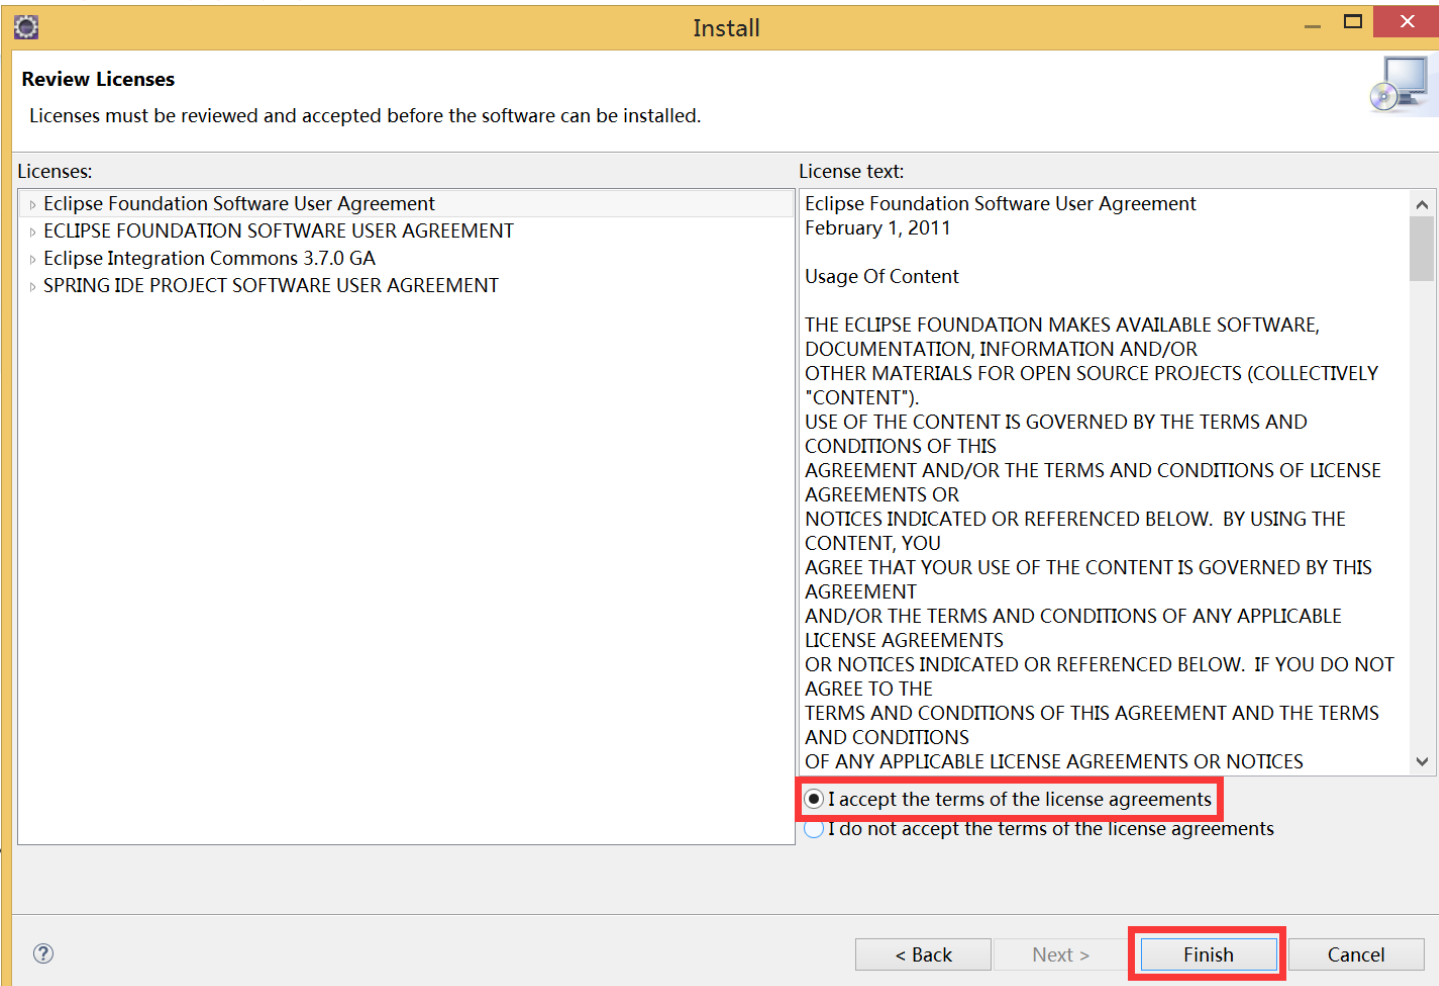 Install
Review Licenses
Licenses must be reviewed and accepted before the software can be installed.
Licenses:
Eclipse Foundation Software User Agreement
ECLIPSE FOUNDATION SOFTWARE USER AGREEMENT
Eclipse Integration Commons 3.7.0 GA
SPRING IDE PROJECT SOFTWARE USER AGREEMENT
License text:
Eclipse Foundation Software User Agreement
February 1, 2011
Usage Of Content
THE ECLIPSE FOUNDATION MAKES AVAILABLE SOFTWARE,
DOCUMENTATION, INFORMATION AND/OR
OTHER MATERIALS FOR OPEN SOURCE PROJECTS (COLLECTIVELY
"CONTENT").
USE OF THE CONTENT IS GOVERNED BY THE TERMS AND
CONDITIONS OF THIS
AGREEMENT AND/OR THE TERMS AND CONDITIONS OF LICENSE
AGREEMENTS OR
NOTICES INDICATED OR REFERENCED BELOW.  BY USING THE
CONTENT, YOU
AGREE THAT YOUR USE OF THE CONTENT IS GOVERNED BY THIS
AGREEMENT
AND/OR THE TERMS AND CONDITIONS OF ANY APPLICABLE
LICENSE AGREEMENTS
OR NOTICES INDICATED OR REFERENCED BELOW.  IF YOU DO NOT
AGREE TO THE
TERMS AND CONDITIONS OF THIS AGREEMENT AND THE TERMS
AND CONDITIONS
OF ANY APPLICABLE LICENSE AGREEMENTS OR NOTICES
I accept the terms of the license agreements
I do not accept the terms of the license agreements
< Back
Next >
Finish
Cancel